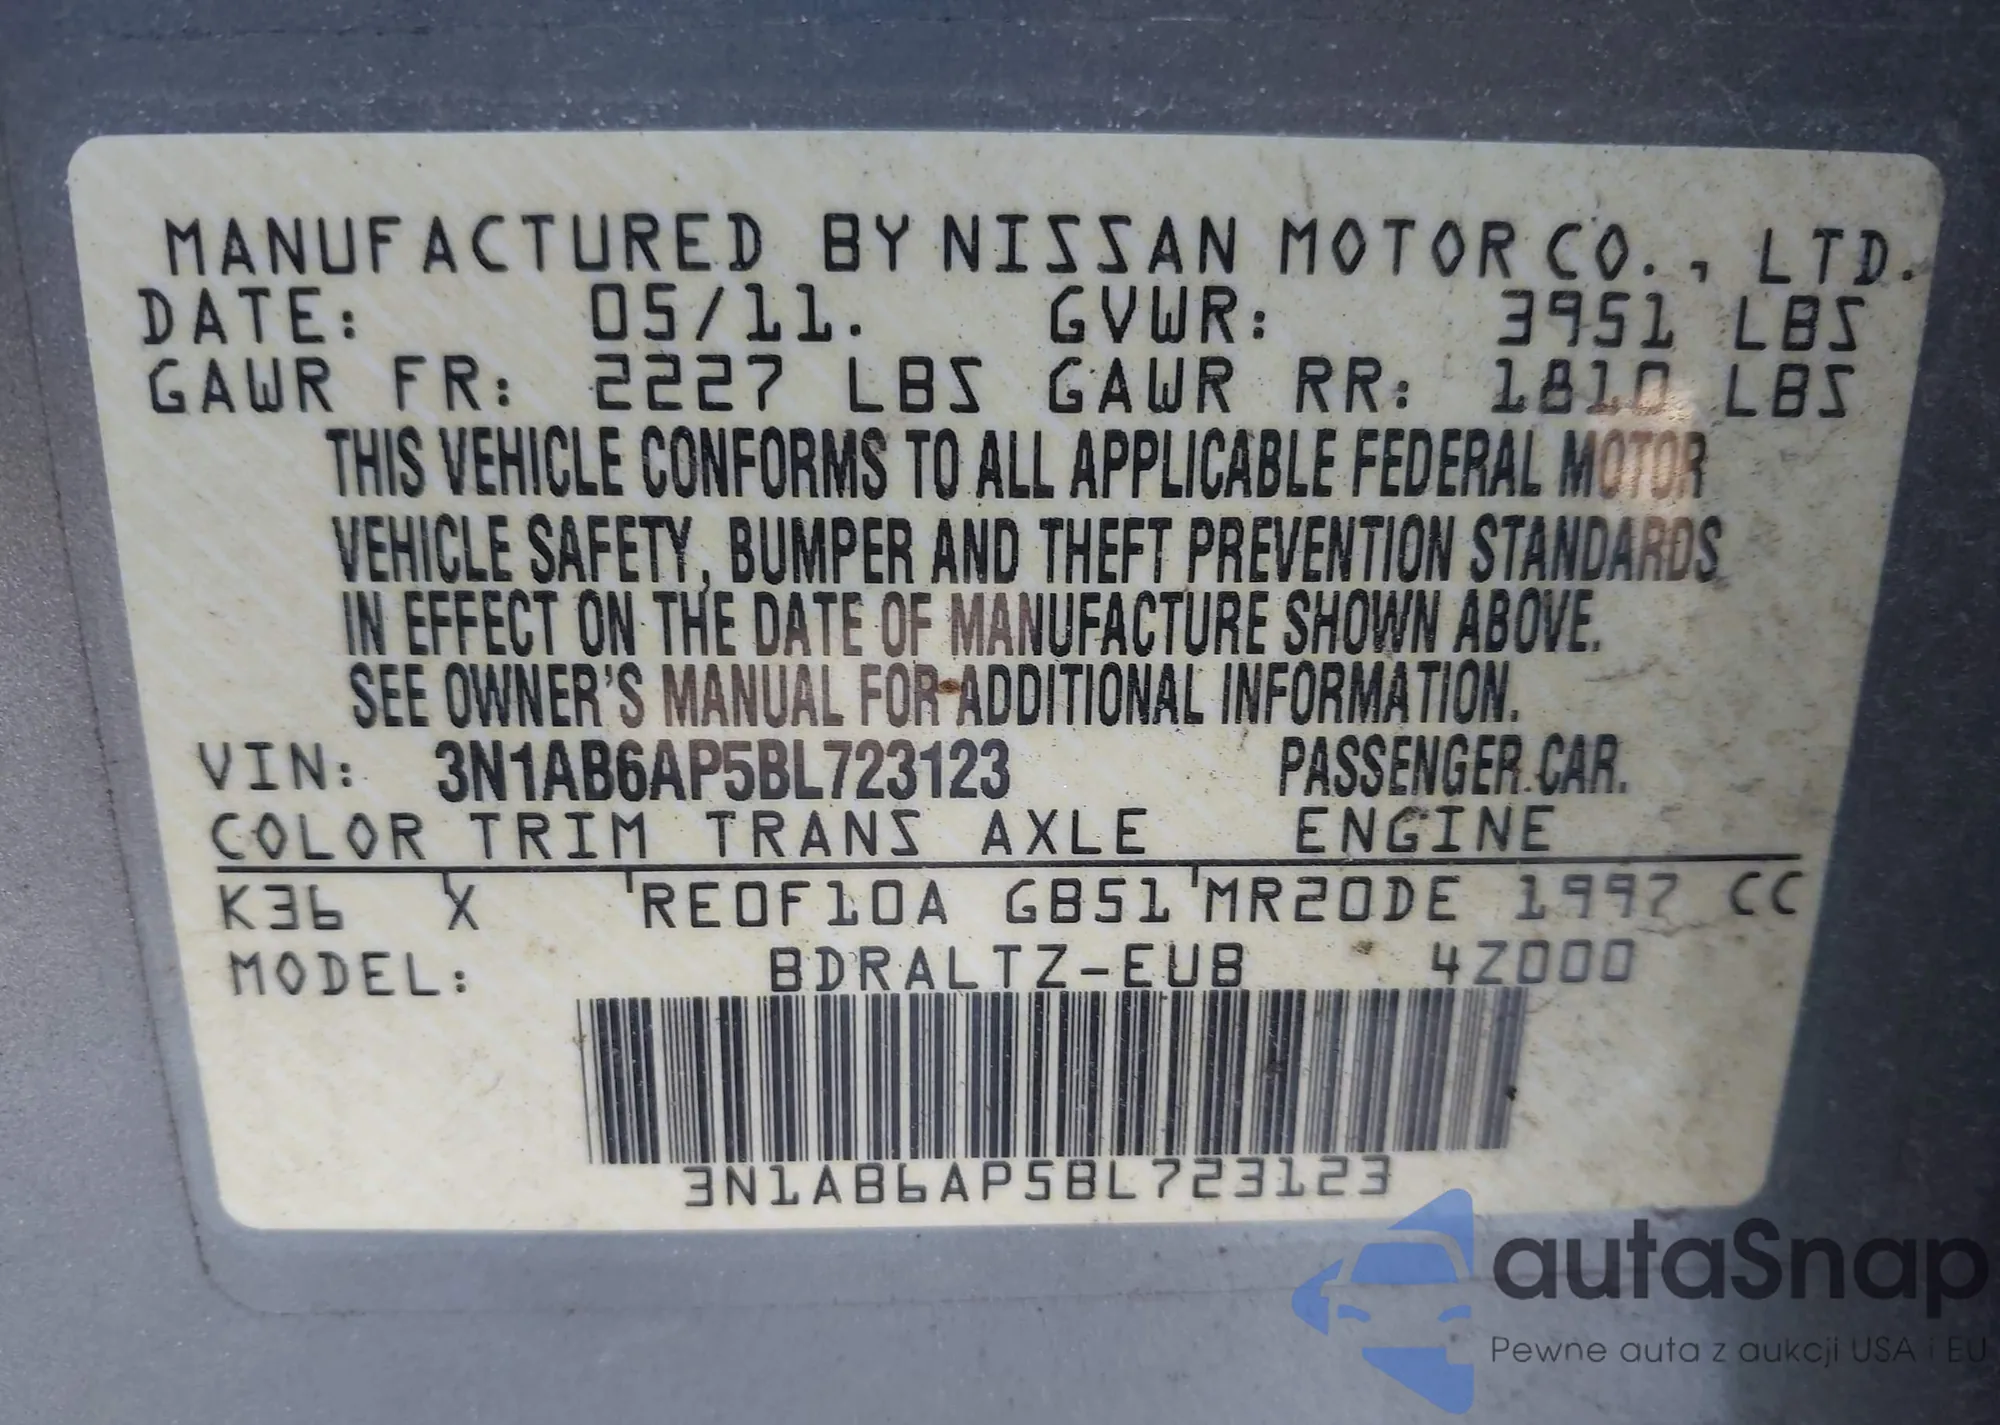 MANUFACTURED BY NISSAN MOTOR CO., LTD.
DATE: 05/11. GVWR: 3951 LBS
GAWR FR: 2227 LBS GAWR RR: 1810 LBS
THIS VEHICLE CONFORMS TO ALL APPLICABLE FEDERAL MOTOR
VEHICLE SAFETY, BUMPER AND THEFT PREVENTION STANDARDS
IN EFFECT ON THE DATE OF MANUFACTURE SHOWN ABOVE.
SEE OWNER'S MANUAL FOR ADDITIONAL INFORMATION.
VIN: 3N1AB6AP5BL723123 PASSENGER CAR.
COLOR TRIM TRANS AXLE ENGINE
K36 X RE0F10A GB51 MR20DE 1997 CC
MODEL: BDRALTZ-EUB 4Z000
3N1AB6AP5BL723123
autaSnap
Pewne auta z aukcji USA i EU